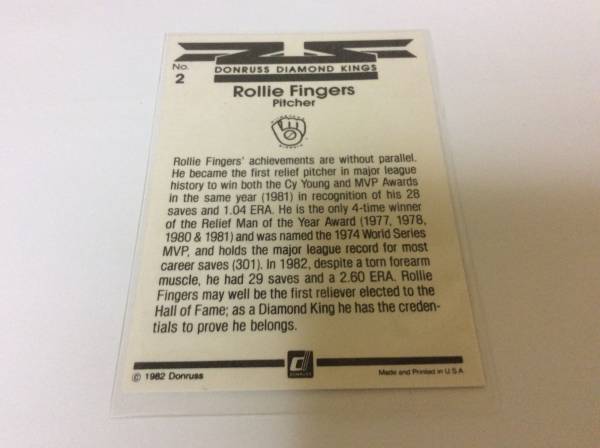 No.
2
DONRUSS DIAMOND KINGS
Rollie Fingers
Pitcher
Rollie Fingers' achievements are without parallel.
He became the first relief pitcher in major league
history to win both the Cy Young and MVP Awards
in the same year (1981) in recognition of his 28
saves and 1.04 ERA. He is the only 4-time winner
of the Relief Man of the Year Award (1977, 1978,
1980 & 1981) and was named the 1974 World Series
MVP, and holds the major league record for most
career saves (301). In 1982, despite a torn forearm
muscle, he had 29 saves and a 2.60 ERA. Rollie
Fingers may well be the first reliever elected to the
Hall of Fame; as a Diamond King he has the creden-
tials to prove he belongs.
© 1982 Donruss
DONRUSS
Made and Printed in U.S.A.